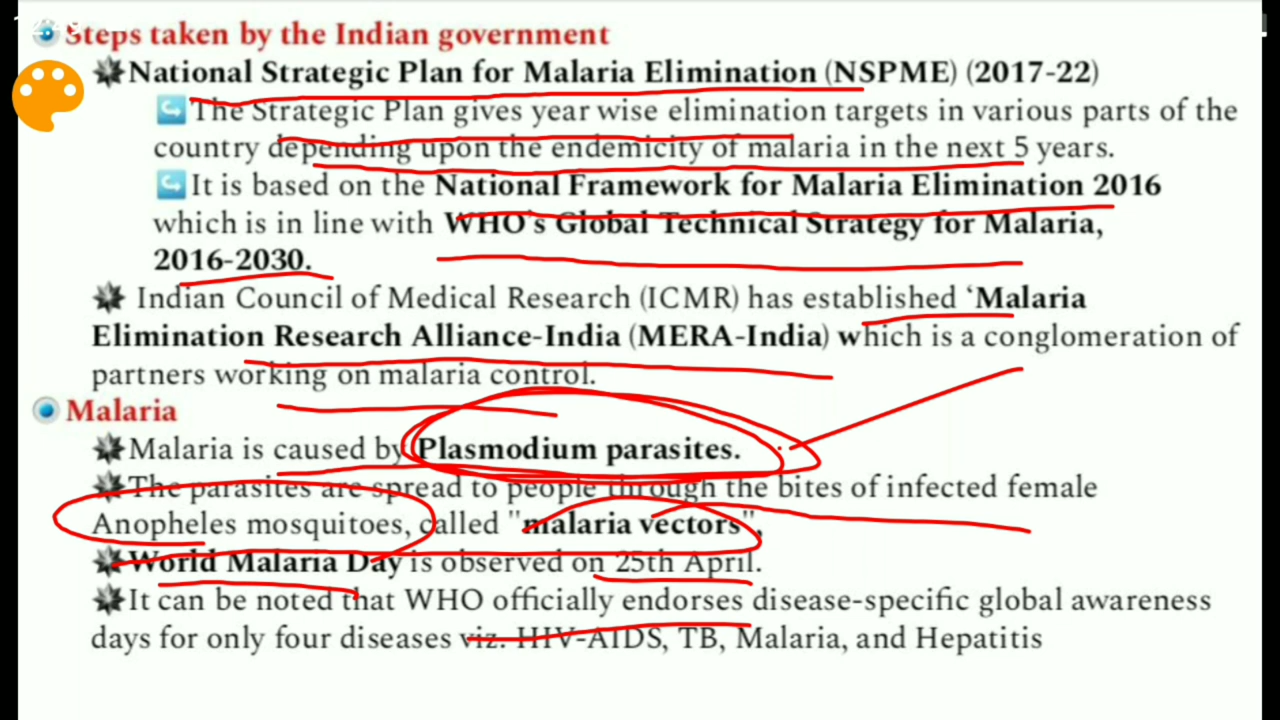 Steps taken by the Indian government
National Strategic Plan for Malaria Elimination (NSPME) (2017-22)
The Strategic Plan gives year wise elimination targets in various parts of the
country depending upon the endemicity of malaria in the next 5 years.
It is based on the National Framework for Malaria Elimination 2016
which is in line with WHO's Global Technical Strategy for Malaria,
2016-2030.
Indian Council of Medical Research (ICMR) has established ‘Malaria
Elimination Research Alliance-India (MERA-India) which is a conglomeration of
partners working on malaria control.
Malaria
Malaria is caused by Plasmodium parasites.
The parasites are spread to people through the bites of infected female
Anopheles mosquitoes, called "malaria vectors",
World Malaria Day is observed on 25th April.
It can be noted that WHO officially endorses disease-specific global awareness
days for only four diseases viz. HIV-AIDS, TB, Malaria, and Hepatitis